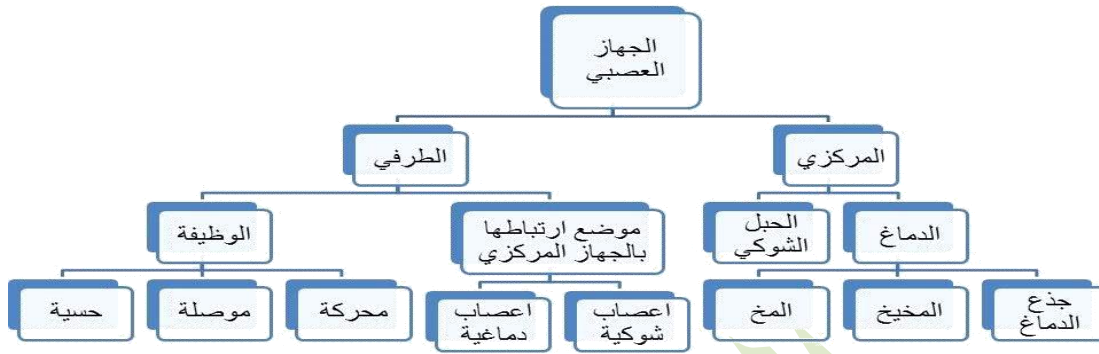 الجهاز
العصبي
المركزي
الطرفي
الدماغ
الحبل
الشوكي
موضع ارتباطها
بالجهاز المركزي
الوظيفة
جذع
الدماغ
المخيخ
المخ
اعصاب
شوكية
اعصاب
دماغية
محركة
موصلة
حسية